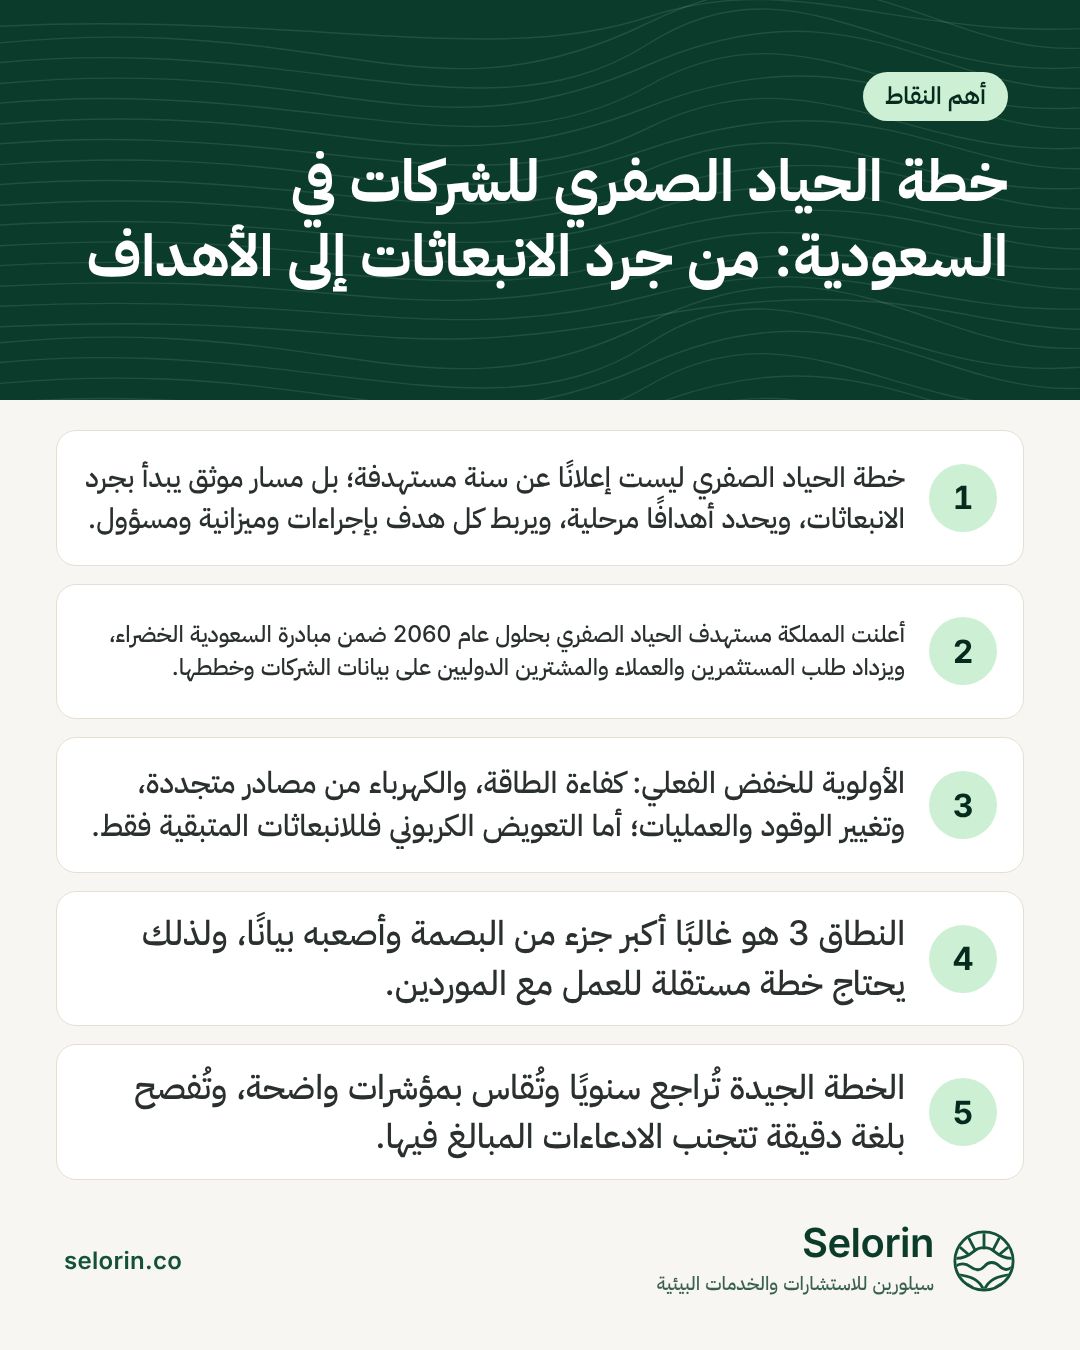 أهم النقاط
خطة الحياد الصفري للشركات في
السعودية: من جرد الانبعاثات إلى الأهداف
1
خطة الحياد الصفري ليست إعلانًا عن سنة مستهدفة؛ بل مسار موثق يبدأ بجرد
الانبعاثات، ويحدد أهدافًا مرحلية، ويربط كل هدف بإجراءات وميزانية ومسؤول.
2
أعلنت المملكة مستهدف الحياد الصفري بحلول عام 2060 ضمن مبادرة السعودية الخضراء،
ويزداد طلب المستثمرين والعملاء والمشترين الدوليين على بيانات الشركات وخططها.
3
الأولوية للخفض الفعلي: كفاءة الطاقة، والكهرباء من مصادر متجددة،
وتغيير الوقود والعمليات؛ أما التعويض الكربوني فللانبعاثات المتبقية فقط.
4
النطاق 3 هو غالبًا أكبر جزء من البصمة وأصعبه بيانًا، ولذلك
يحتاج خطة مستقلة للعمل مع الموردين.
5
الخطة الجيدة تُراجع سنويًا وتُقاس بمؤشرات واضحة، وتُفصح
بلغة دقيقة تتجنب الادعاءات المبالغ فيها.
Selorin
سيلورين للاستشارات والخدمات البيئية
selorin.co